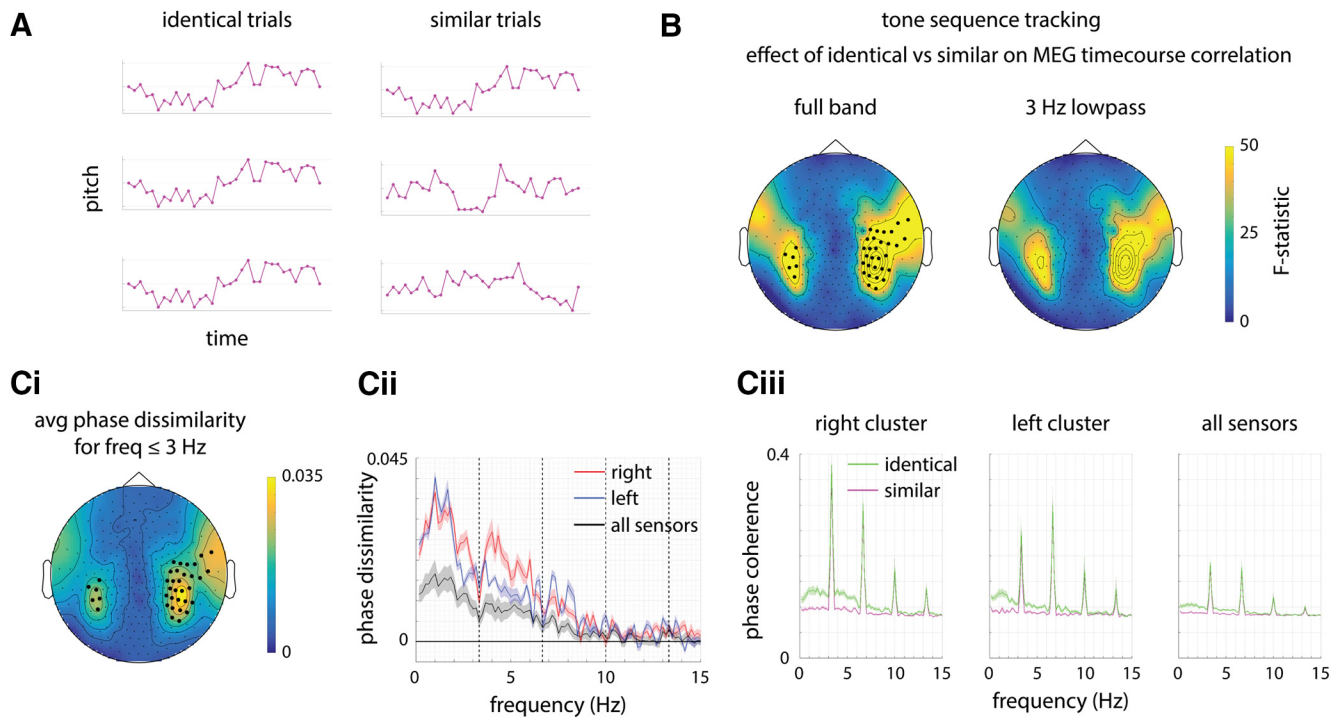 A
identical trials
similar trials
pitch
time
B
tone sequence tracking
effect of identical vs similar on MEG timecourse correlation
full band
3 Hz lowpass
50
25
0
F-statistic
Ci
avg phase dissimilarity
for freq ≤ 3 Hz
0.035
0
Cii
0.045
0
phase dissimilarity
right
left
all sensors
0 5 10 15
frequency (Hz)
Ciii
right cluster
left cluster
all sensors
0.4
0
phase coherence
identical
similar
0 5 10 15
0 5 10 15
0 5 10 15
frequency (Hz)